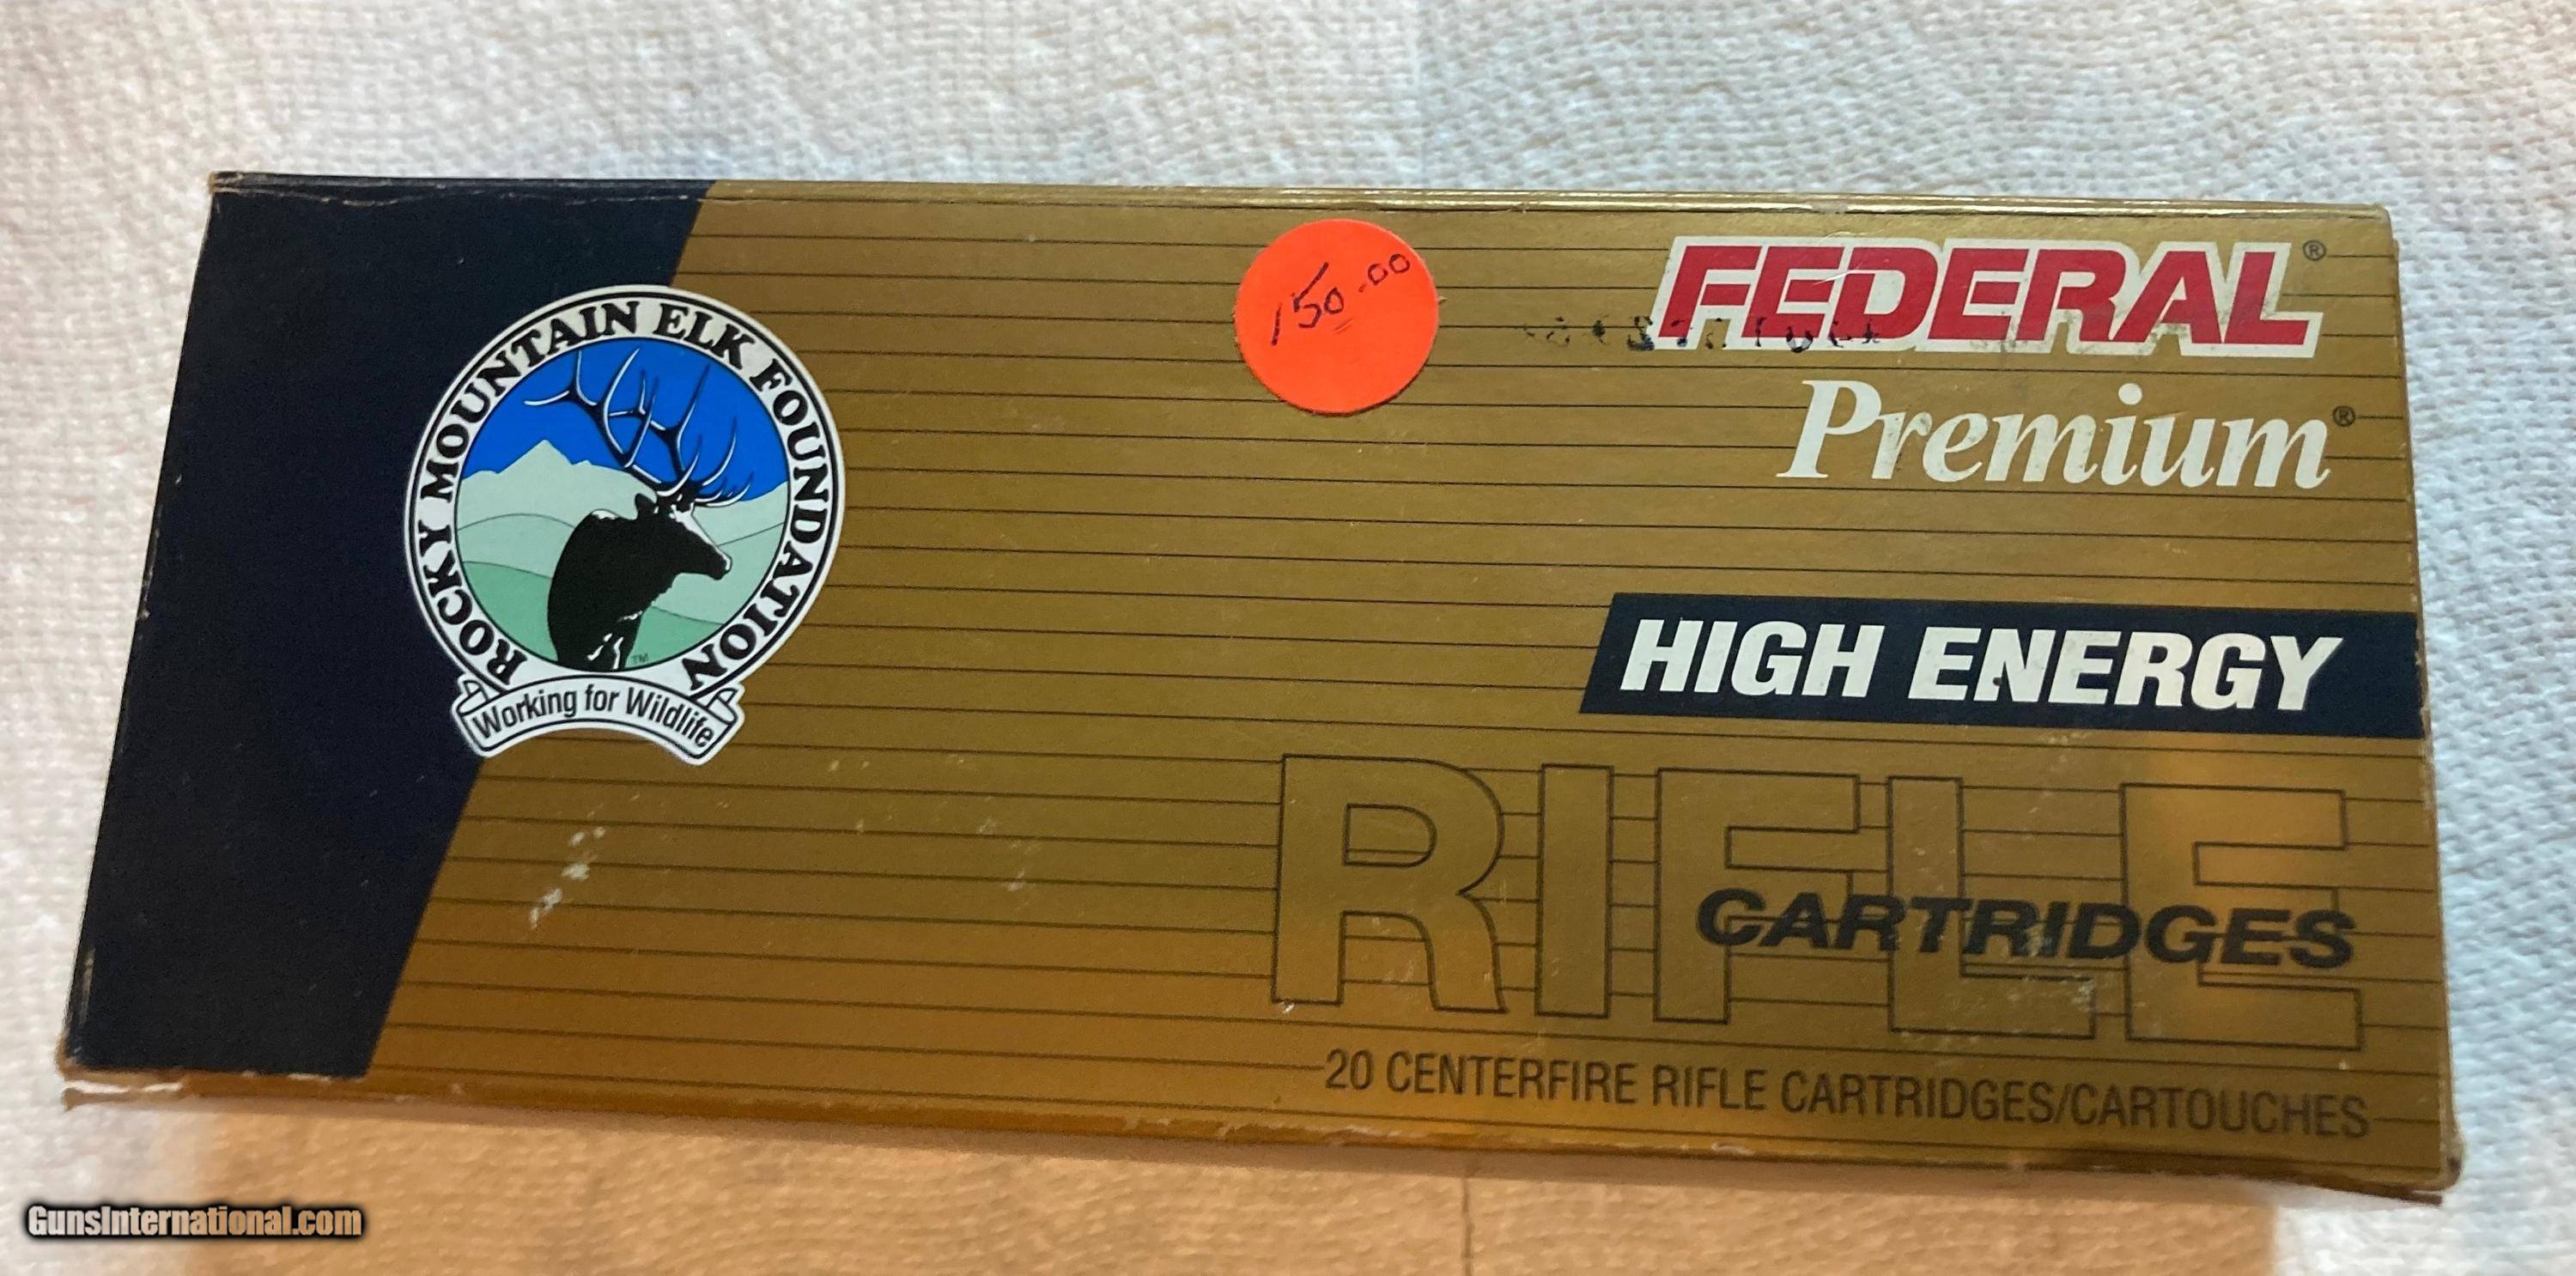 ROCKY MOUNTAIN ELK FOUNDATION
TM
Working for Wildlife
150.00
FEDERAL®
Premium®
HIGH ENERGY
RIFLE
CARTRIDGES
20 CENTERFIRE RIFLE CARTRIDGES/CARTOUCHES
GunsInternational.com